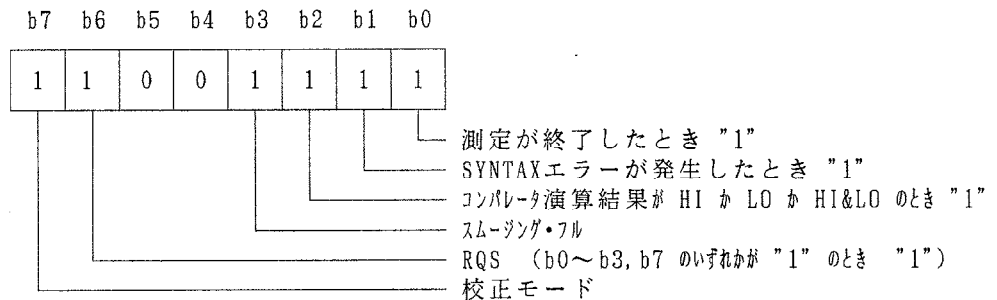 b7 b6 b5 b4 b3 b2 b1 b0
1 1 0 0 1 1 1 1
測定が終了したとき "1"
SYNTAXエラーが発生したとき "1"
コンパレータ演算結果が HI か LO か HI&LO のとき "1"
スムージング・フル
RQS （b0～b3,b7 のいずれかが "1" のとき "1"）
校正モード